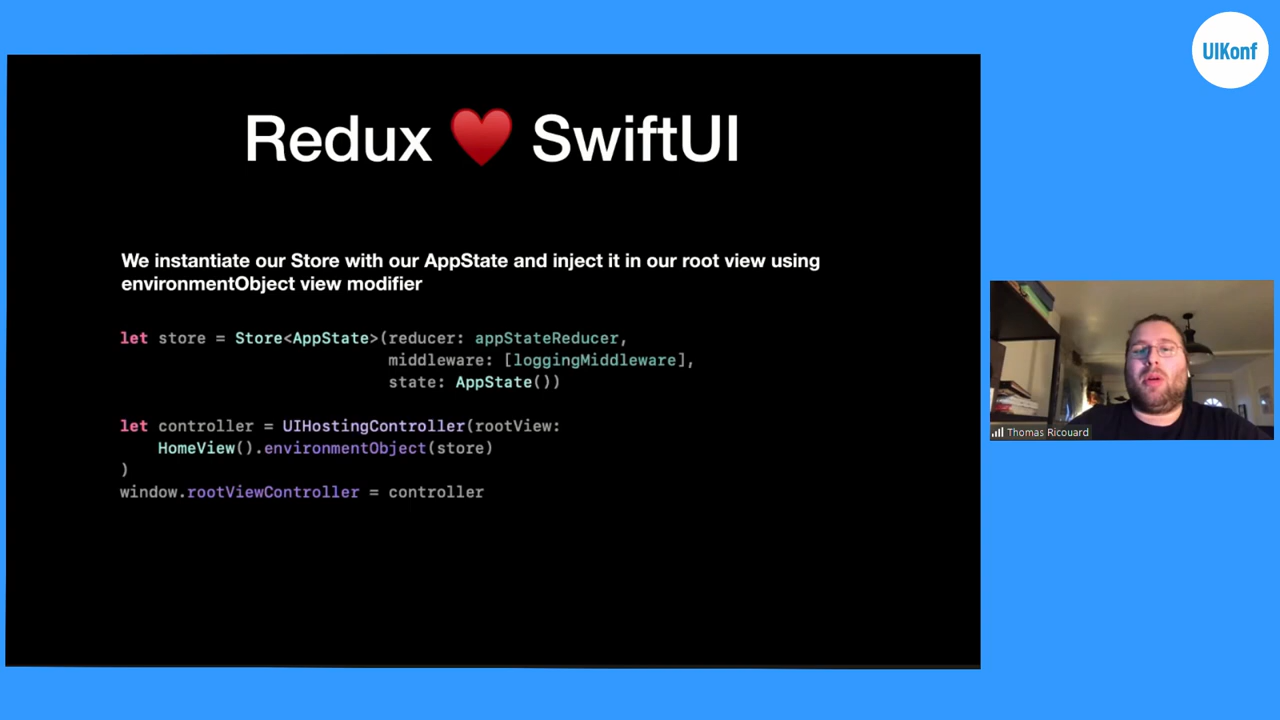 UIKonf
Redux ❤️ SwiftUI
We instantiate our Store with our AppState and inject it in our root view using
environmentObject view modifier
let store = Store<AppState>(reducer: appStateReducer,
middleware: [loggingMiddleware],
state: AppState())
let controller = UIHostingController(rootView:
HomeView().environmentObject(store)
)
window.rootViewController = controller
Thomas Ricouard